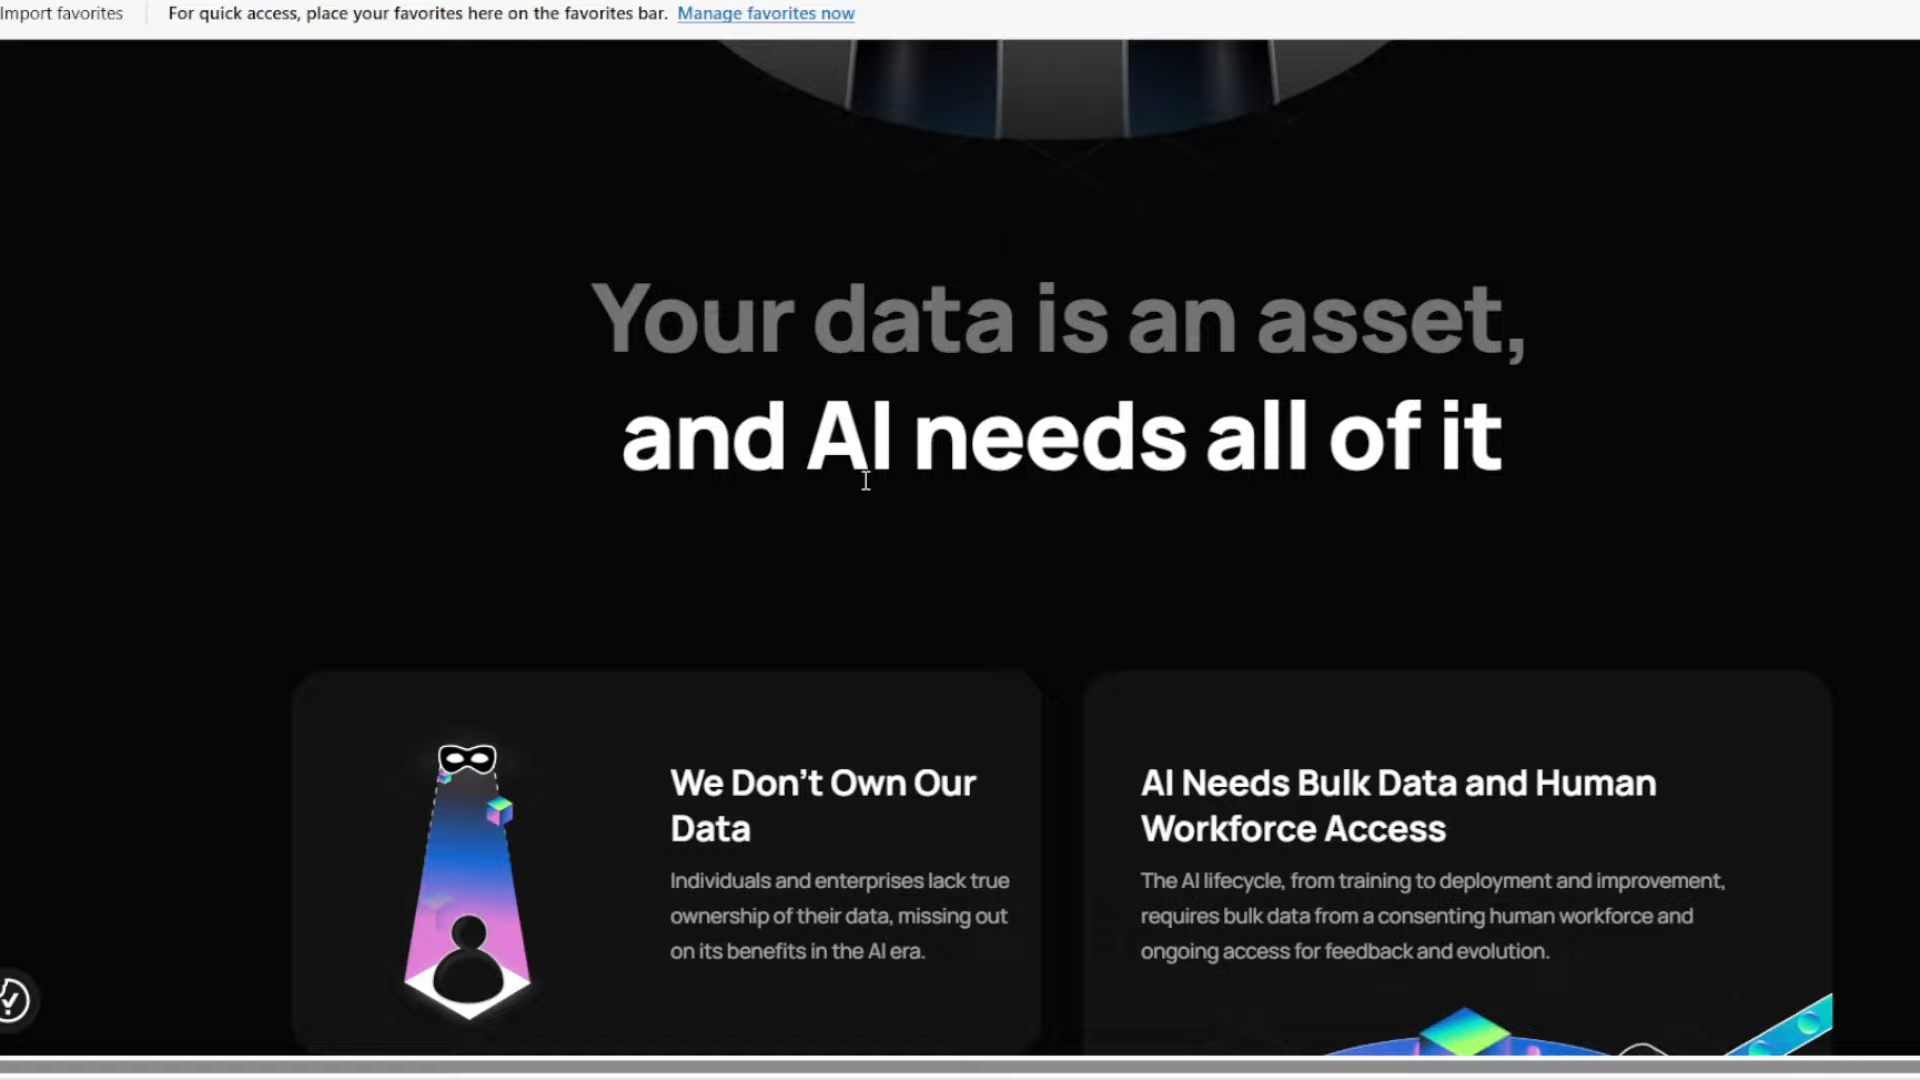 Import favorites
For quick access, place your favorites here on the favorites bar. Manage favorites now
Your data is an asset,
and AI needs all of it
We Don’t Own Our
Data
Individuals and enterprises lack true
ownership of their data, missing out
on its benefits in the AI era.
AI Needs Bulk Data and Human
Workforce Access
The AI lifecycle, from training to deployment and improvement,
requires bulk data from a consenting human workforce and
ongoing access for feedback and evolution.